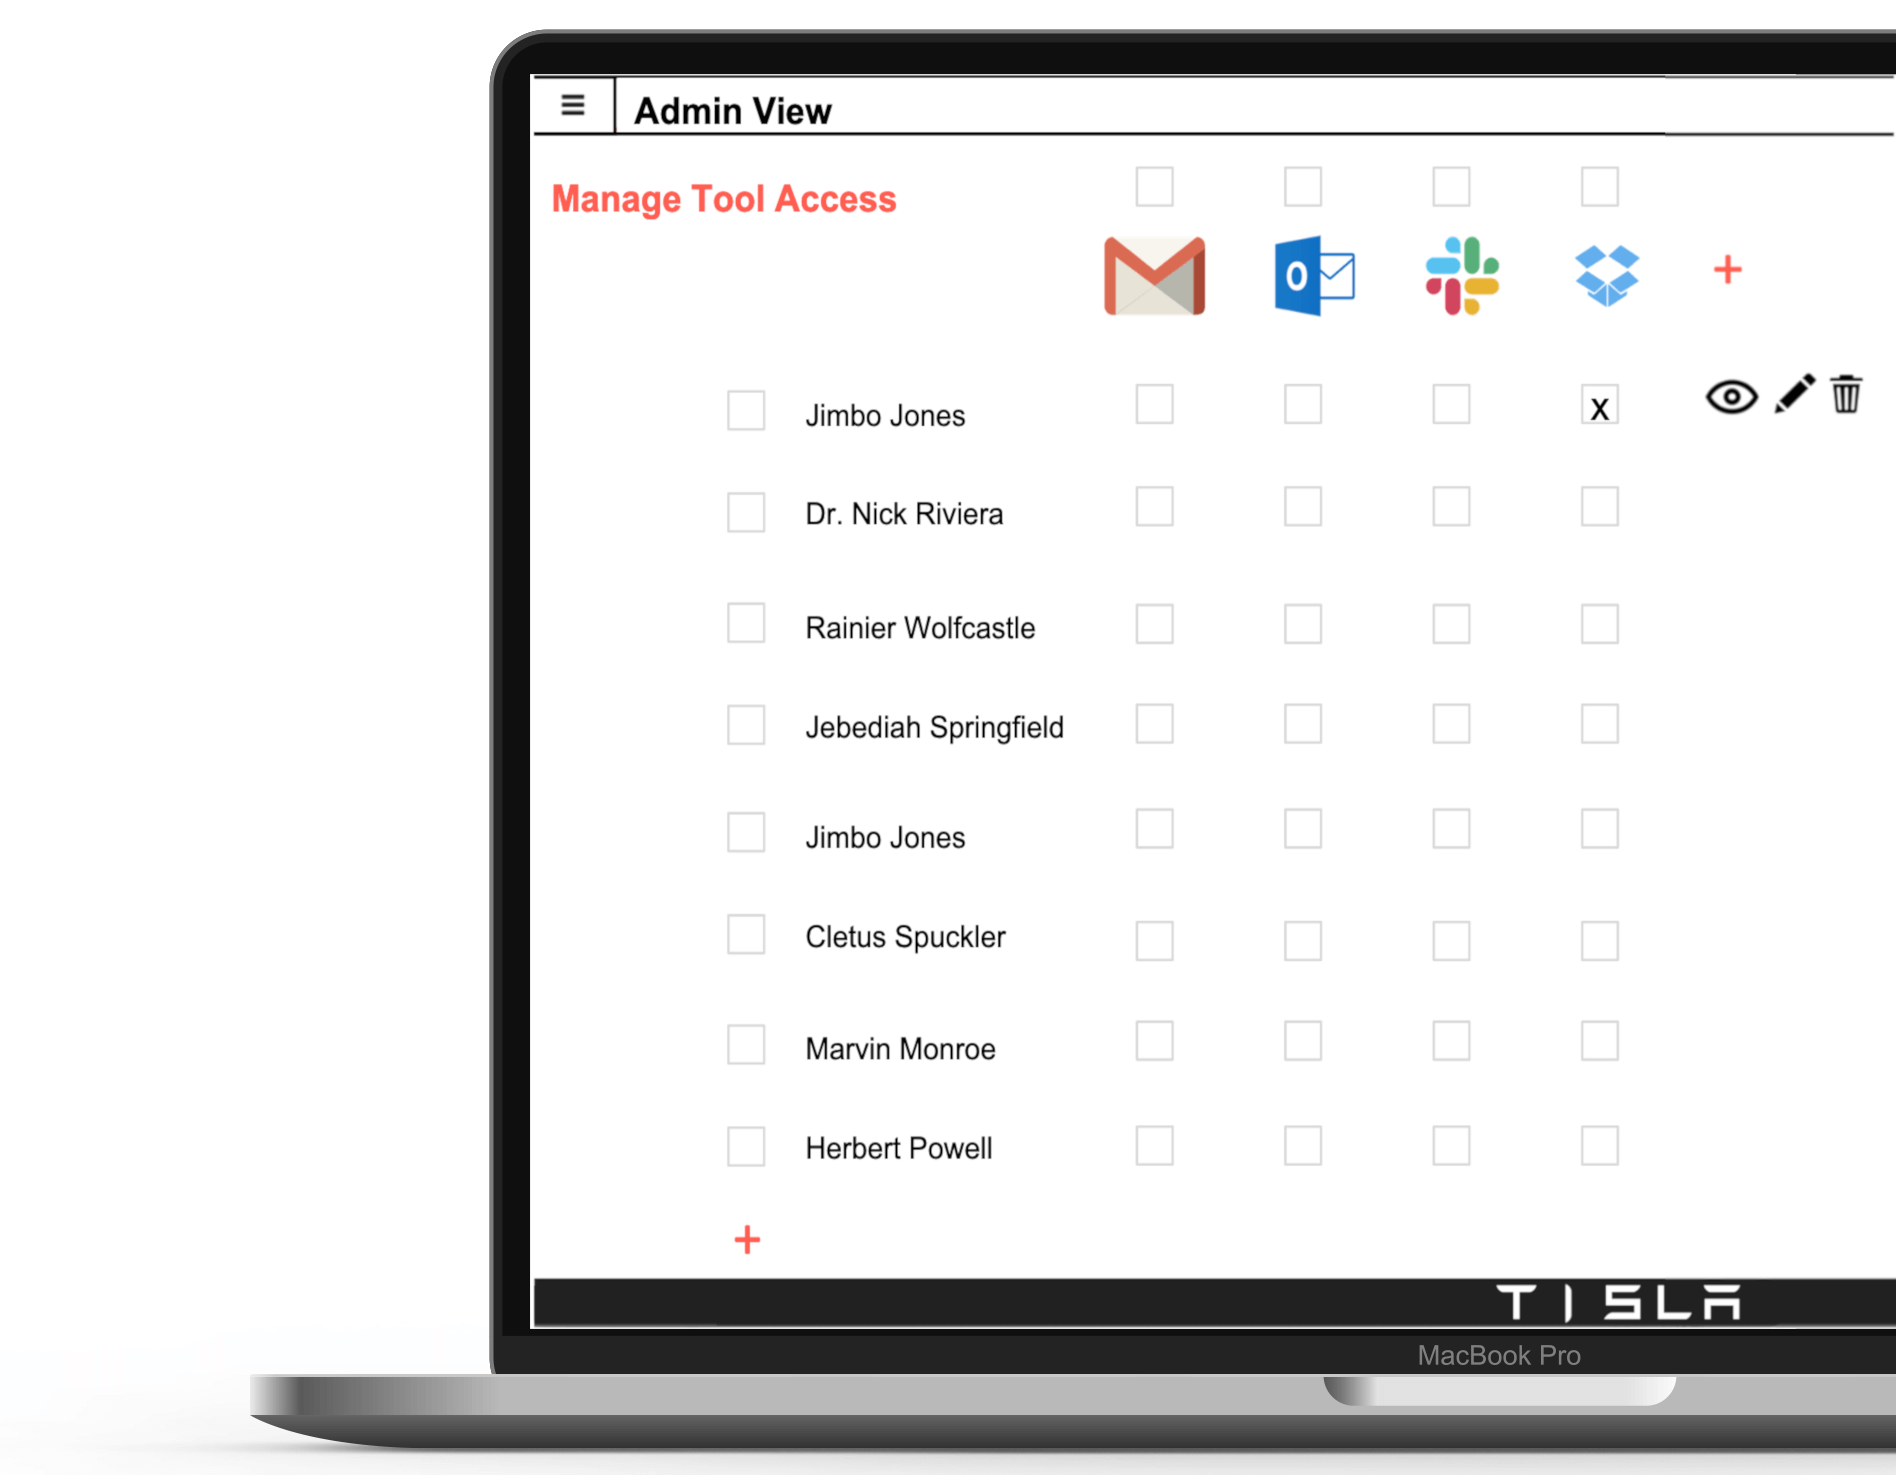 Admin View
Manage Tool Access
Jimbo Jones
X
Dr. Nick Riviera
Rainier Wolfcastle
Jebediah Springfield
Jimbo Jones
Cletus Spuckler
Marvin Monroe
Herbert Powell
TISLA
MacBook Pro